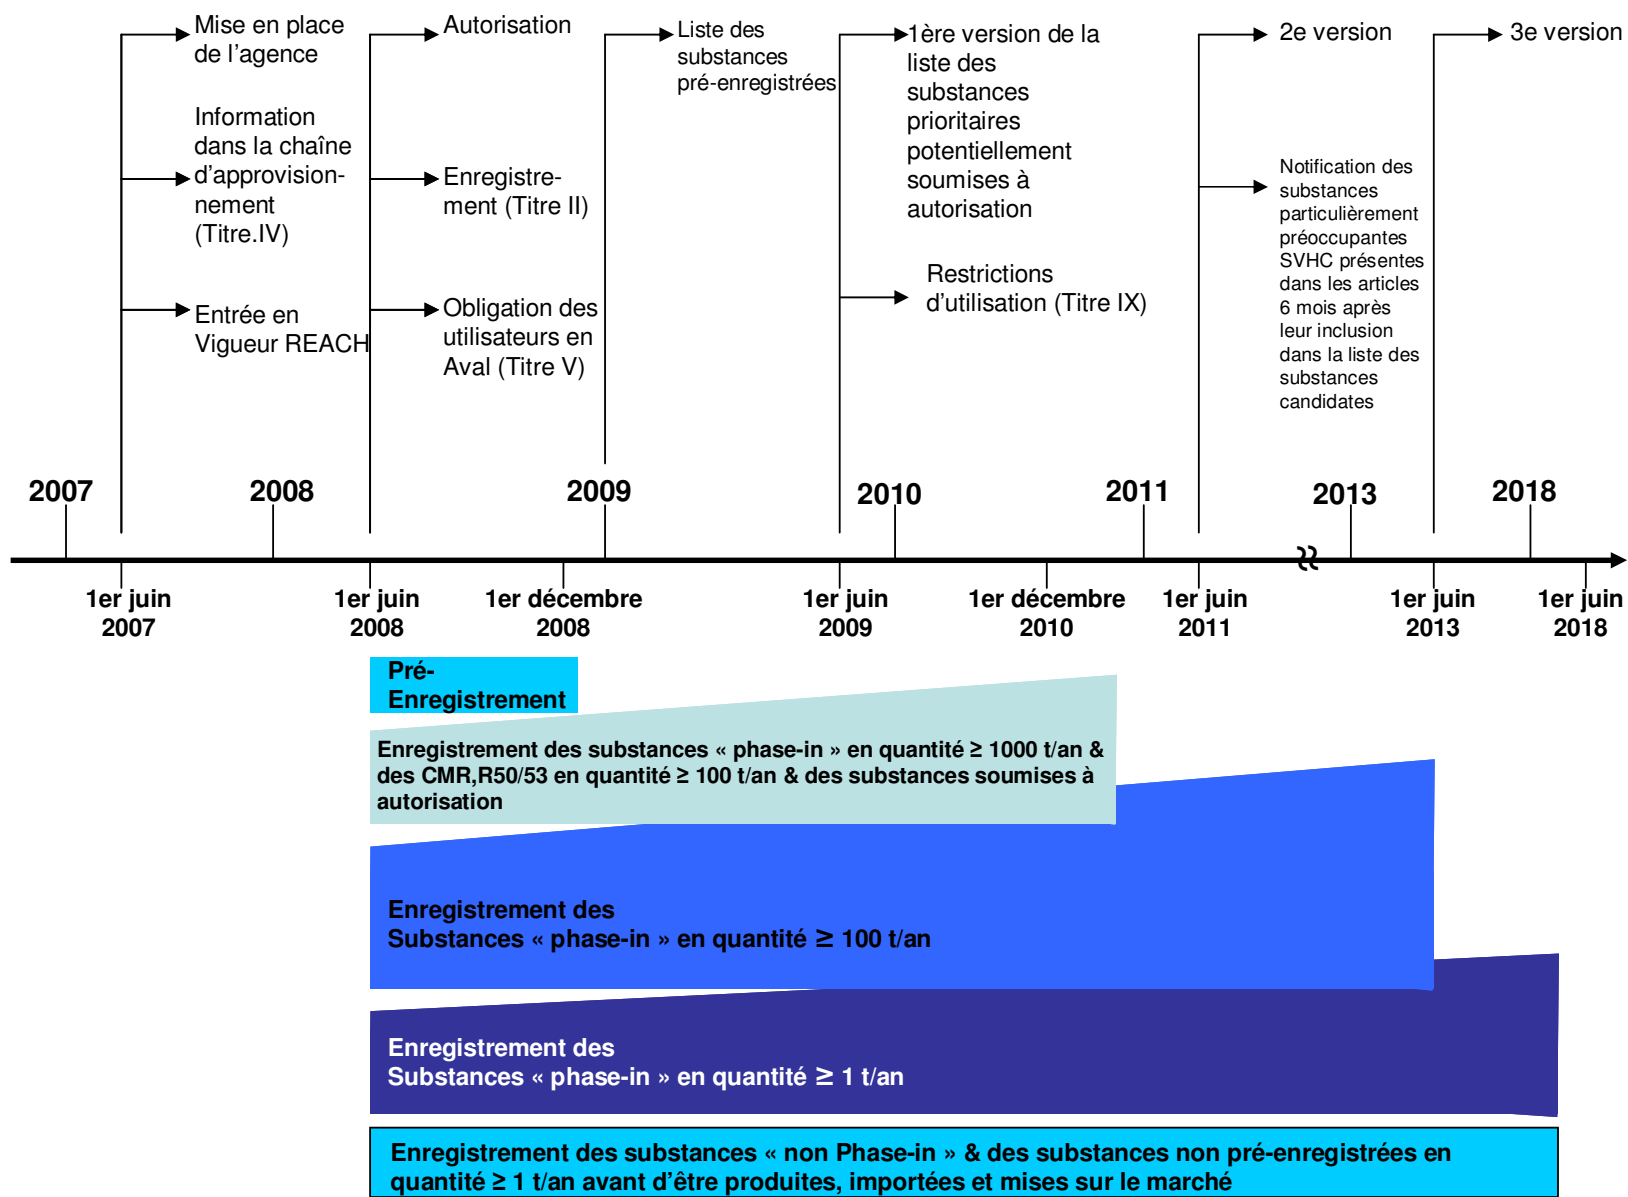 Mise en place
de l’agence
Information
dans la chaîne
d’approvision-
nement
(Titre.IV)
Entrée en
Vigueur REACH
Autorisation
Enregistre-
ment (Titre II)
Obligation des
utilisateurs en
Aval (Titre V)
Liste des
substances
pré-enregistrées
1ère version de la
liste des
substances
prioritaires
potentiellement
soumises à
autorisation
Restrictions
d’utilisation (Titre IX)
2e version
Notification des
substances
particulièrement
préoccupantes
SVHC présentes
dans les articles
6 mois après
leur inclusion
dans la liste des
substances
candidates
3e version
2007
2008
2009
2010
2011
2013
2018
1er juin
2007
1er juin
2008
1er décembre
2008
1er juin
2009
1er décembre
2010
1er juin
2011
1er juin
2013
1er juin
2018
Pré-
Enregistrement
Enregistrement des substances « phase-in » en quantité ≥ 1000 t/an &
des CMR,R50/53 en quantité ≥ 100 t/an & des substances soumises à
autorisation
Enregistrement des
Substances « phase-in » en quantité ≥ 100 t/an
Enregistrement des
Substances « phase-in » en quantité ≥ 1 t/an
Enregistrement des substances « non Phase-in » & des substances non pré-enregistrées en
quantité ≥ 1 t/an avant d’être produites, importées et mises sur le marché